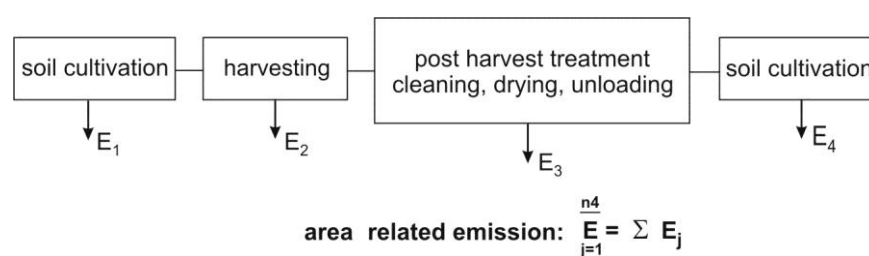 soil cultivation
harvesting
post harvest treatment
cleaning, drying, unloading
soil cultivation
E1
E2
E3
E4
n4
area related emission: E = Σ Ej
j=1